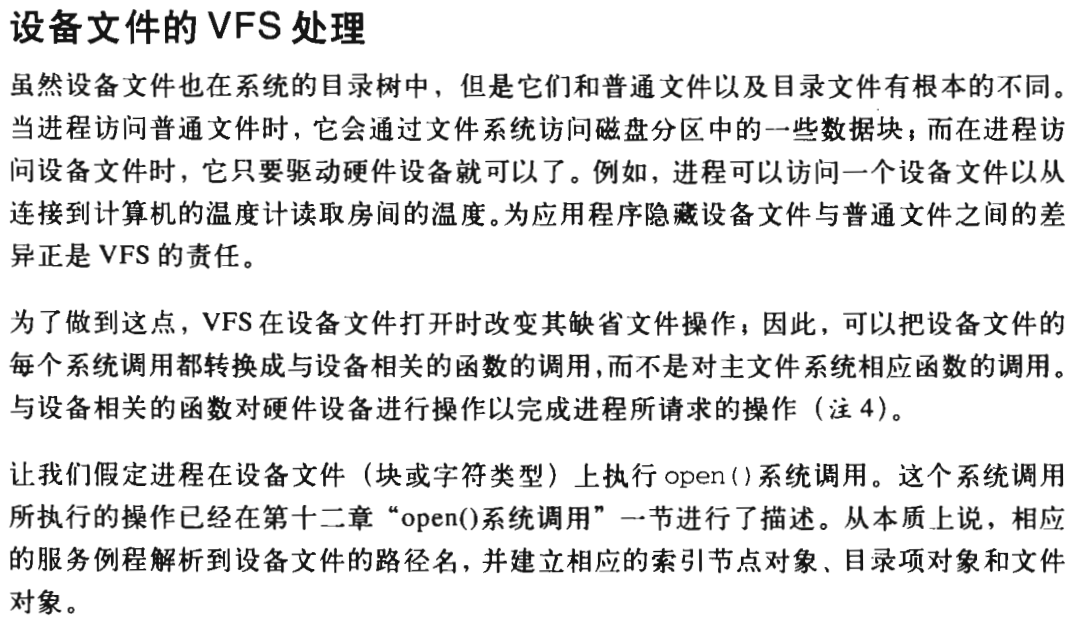 设备文件的 VFS 处理
虽然设备文件也在系统的目录树中，但是它们和普通文件以及目录文件有根本的不同。
当进程访问普通文件时，它会通过文件系统访问磁盘分区中的一些数据块；而在进程访
问设备文件时，它只要驱动硬件设备就可以了。例如，进程可以访问一个设备文件以从
连接到计算机的温度计读取房间的温度。为应用程序隐藏设备文件与普通文件之间的差
异正是 VFS 的责任。
为了做到这点，VFS 在设备文件打开时改变其缺省文件操作；因此，可以把设备文件的
每个系统调用都转换成与设备相关的函数的调用，而不是对主文件系统相应函数的调用。
与设备相关的函数对硬件设备进行操作以完成进程所请求的操作（注 4）。
让我们假定进程在设备文件（块或字符类型）上执行 open()系统调用。这个系统调用
所执行的操作已经在第十二章“open()系统调用”一节进行了描述。从本质上说，相应
的服务例程解析到设备文件的路径名，并建立相应的索引节点对象、目录项对象和文件
对象。